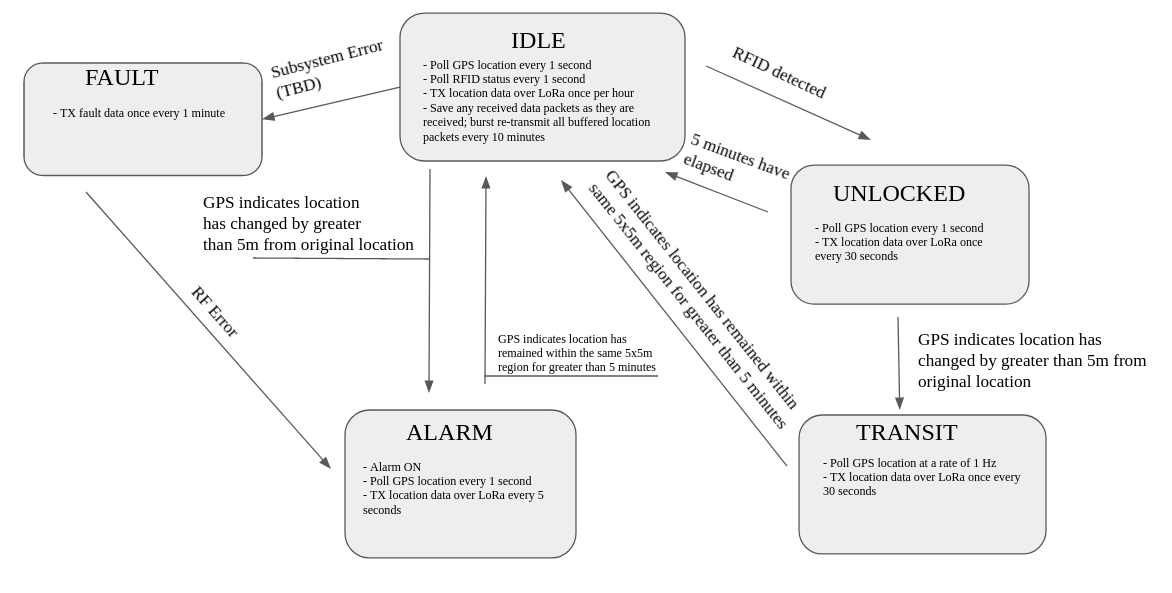 IDLE
- Poll GPS location every 1 second
- Poll RFID status every 1 second
- TX location data over LoRa once per hour
- Save any received data packets as they are
received; burst re-transmit all buffered location
packets every 10 minutes
FAULT
- TX fault data once every 1 minute
Subsystem Error
(TBD)
RFID detected
5 minutes have
elapsed
UNLOCKED
- Poll GPS location every 1 second
- TX location data over LoRa once
every 30 seconds
GPS indicates location
has changed by greater
than 5m from original location
RF Error
GPS indicates location has
remained within the same 5x5m
region for greater than 5 minutes
GPS indicates location has remained within
same 5x5m region for greater than 5 minutes
GPS indicates location has
changed by greater than 5m from
original location
ALARM
- Alarm ON
- Poll GPS location every 1 second
- TX location data over LoRa every 5
seconds
TRANSIT
- Poll GPS location at a rate of 1 Hz
- TX location data over LoRa once every
30 seconds